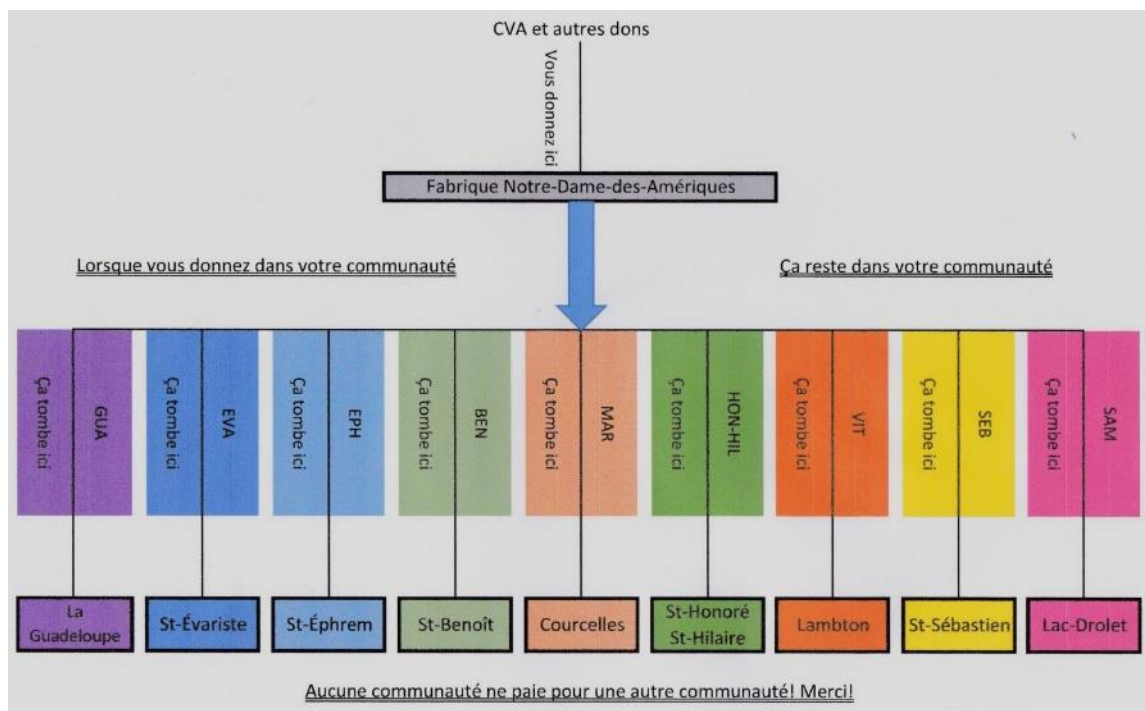 CVA et autres dons
Vous donnez ici
Fabrique Notre-Dame-des-Amériques
Lorsque vous donnez dans votre communauté
Ça reste dans votre communauté
Ça tombe ici
GUA
Ça tombe ici
EVA
Ça tombe ici
EPH
Ça tombe ici
BEN
Ça tombe ici
MAR
Ça tombe ici
HON-HIL
Ça tombe ici
VIT
Ça tombe ici
SEB
Ça tombe ici
SAM
La
Guadeloupe
St-Évariste
St-Éphrem
St-Benoît
Courcelles
St-Honoré
St-Hilaire
Lambton
St-Sébastien
Lac-Drolet
Aucune communauté ne paie pour une autre communauté! Merci!